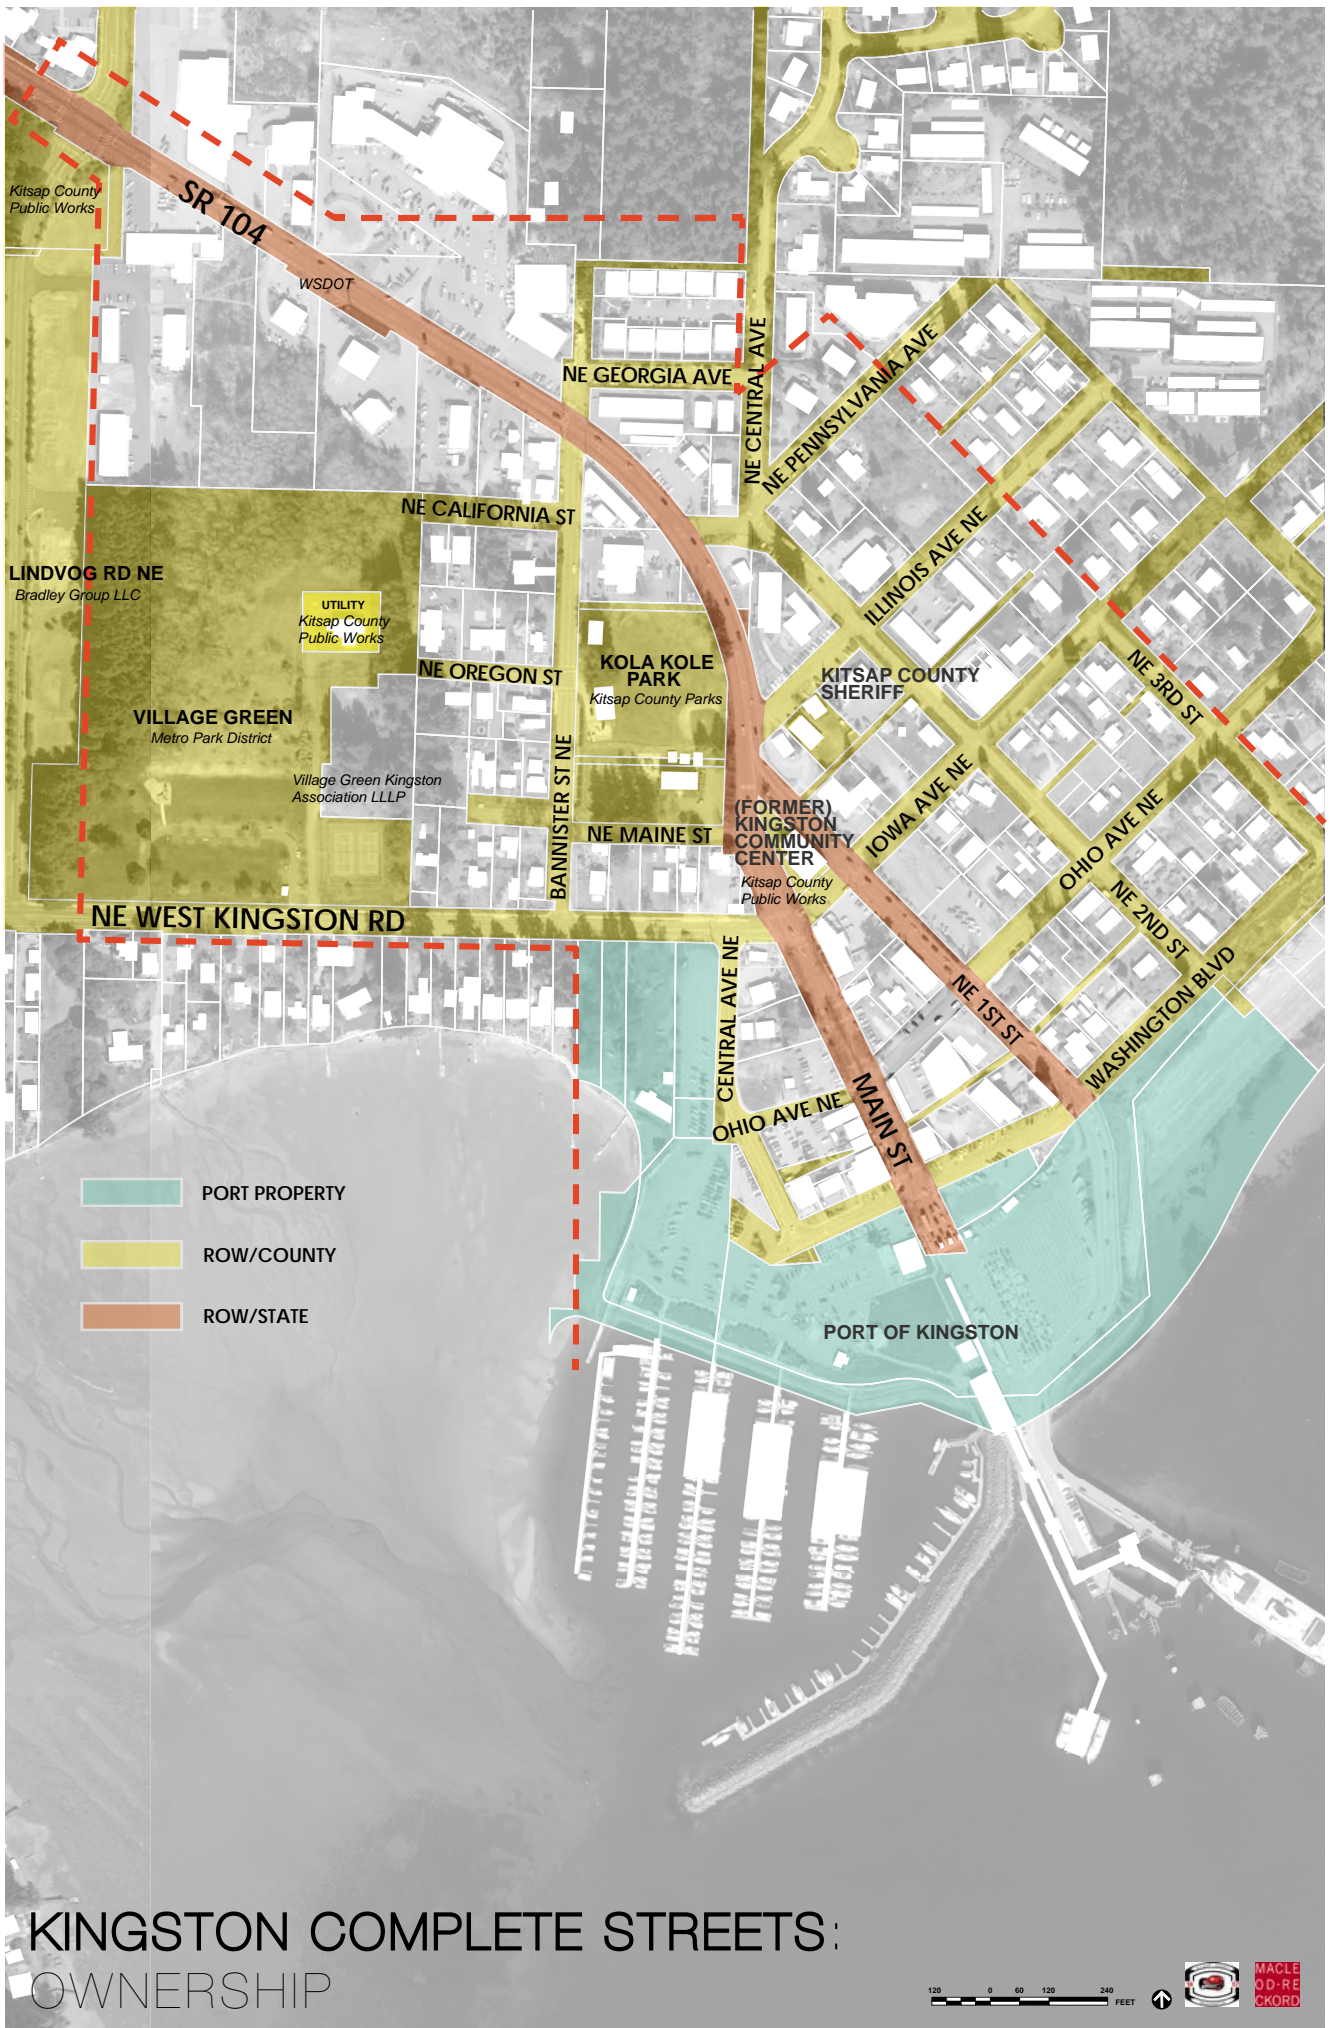 Kitsap County
Public Works
SR 104
WSDOT
NE GEORGIA AVE
NE CENTRAL AVE
NE PENNSYLVANIA AVE
NE CALIFORNIA ST
ILLINOIS AVE NE
LINDVOG RD NE
Bradley Group LLC
UTILITY
Kitsap County
Public Works
NE OREGON ST
KOLA KOLE
PARK
Kitsap County Parks
KITSAP COUNTY
SHERIFF
NE 3RD ST
VILLAGE GREEN
Metro Park District
Village Green Kingston
Association LLLP
BANNISTER ST NE
NE MAINE ST
(FORMER)
KINGSTON
COMMUNITY
CENTER
Kitsap County
Public Works
IOWA AVE NE
OHIO AVE NE
NE 2ND ST
NE WEST KINGSTON RD
CENTRAL AVE NE
NE 1ST ST
WASHINGTON BLVD
OHIO AVE NE
MAIN ST
PORT PROPERTY
ROW/COUNTY
ROW/STATE
PORT OF KINGSTON
KINGSTON COMPLETE STREETS:
OWNERSHIP
120 0 60 120 240
FEET
MACLE
OD-RE
CKORD